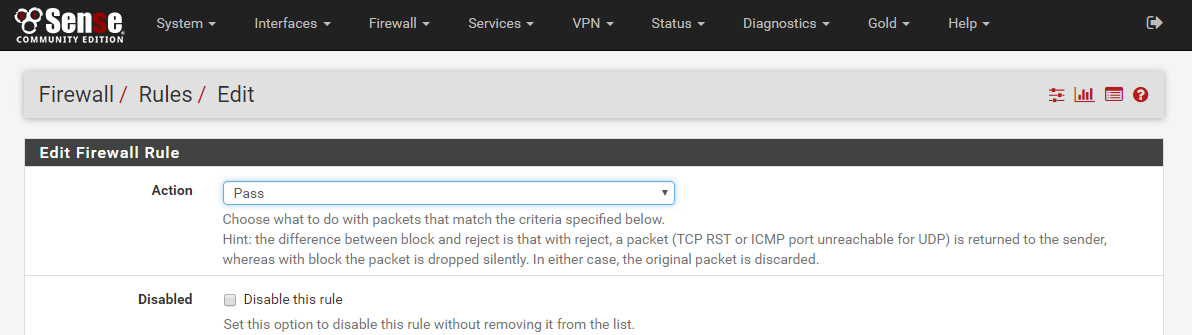 Sense
COMMUNITY EDITION
System Interfaces Firewall Services VPN Status Diagnostics Gold Help
Firewall / Rules / Edit
Edit Firewall Rule
Action
Pass
Choose what to do with packets that match the criteria specified below.
Hint: the difference between block and reject is that with reject, a packet (TCP RST or ICMP port unreachable for UDP) is returned to the sender,
whereas with block the packet is dropped silently. In either case, the original packet is discarded.
Disabled
Disable this rule
Set this option to disable this rule without removing it from the list.